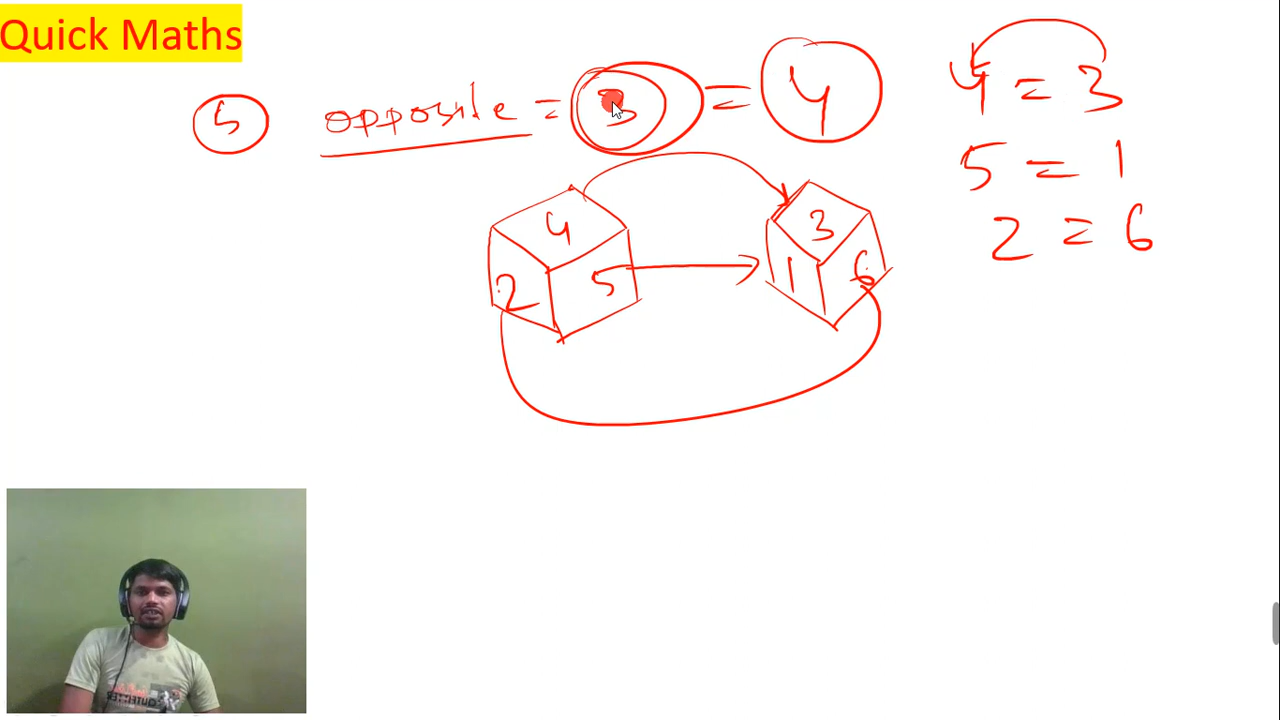 Quick Maths
5 opposite = 3 = 4
4 = 3
5 = 1
2 = 6
4
2 5
3
1 6